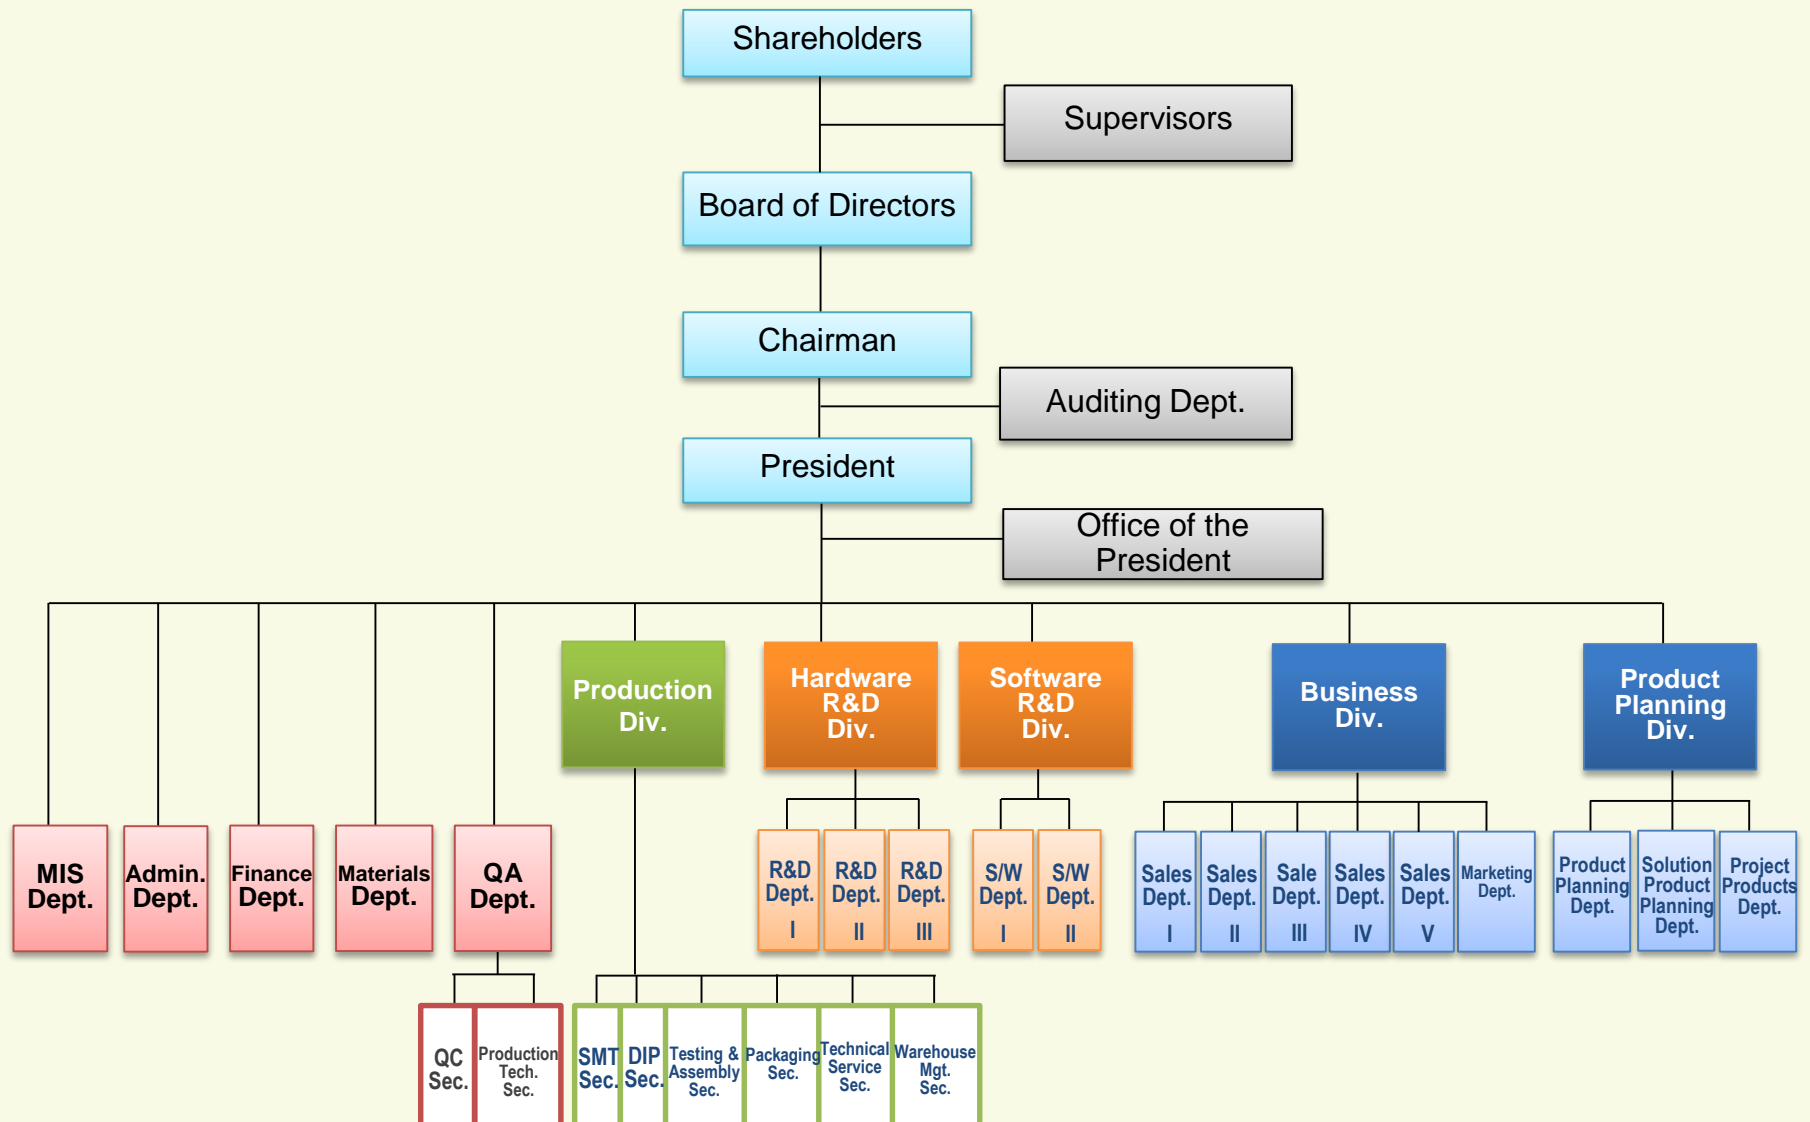 Shareholders
Supervisors
Board of Directors
Chairman
Auditing Dept.
President
Office of the
President
Production
Div.
Hardware
R&D
Div.
Software
R&D
Div.
Business
Div.
Product
Planning
Div.
MIS
Dept.
Admin.
Dept.
Finance
Dept.
Materials
Dept.
QA
Dept.
R&D
Dept.
I
R&D
Dept.
II
R&D
Dept.
III
S/W
Dept.
I
S/W
Dept.
II
Sales
Dept.
I
Sales
Dept.
II
Sale
Dept.
III
Sales
Dept.
IV
Sales
Dept.
V
Marketing
Dept.
Product
Planning
Dept.
Solution
Product
Planning
Dept.
Project
Products
Dept.
QC
Sec.
Production
Tech.
Sec.
SMT
Sec.
DIP
Sec.
Testing &
Assembly
Sec.
Packaging
Sec.
Technical
Service
Sec.
Warehouse
Mgt.
Sec.